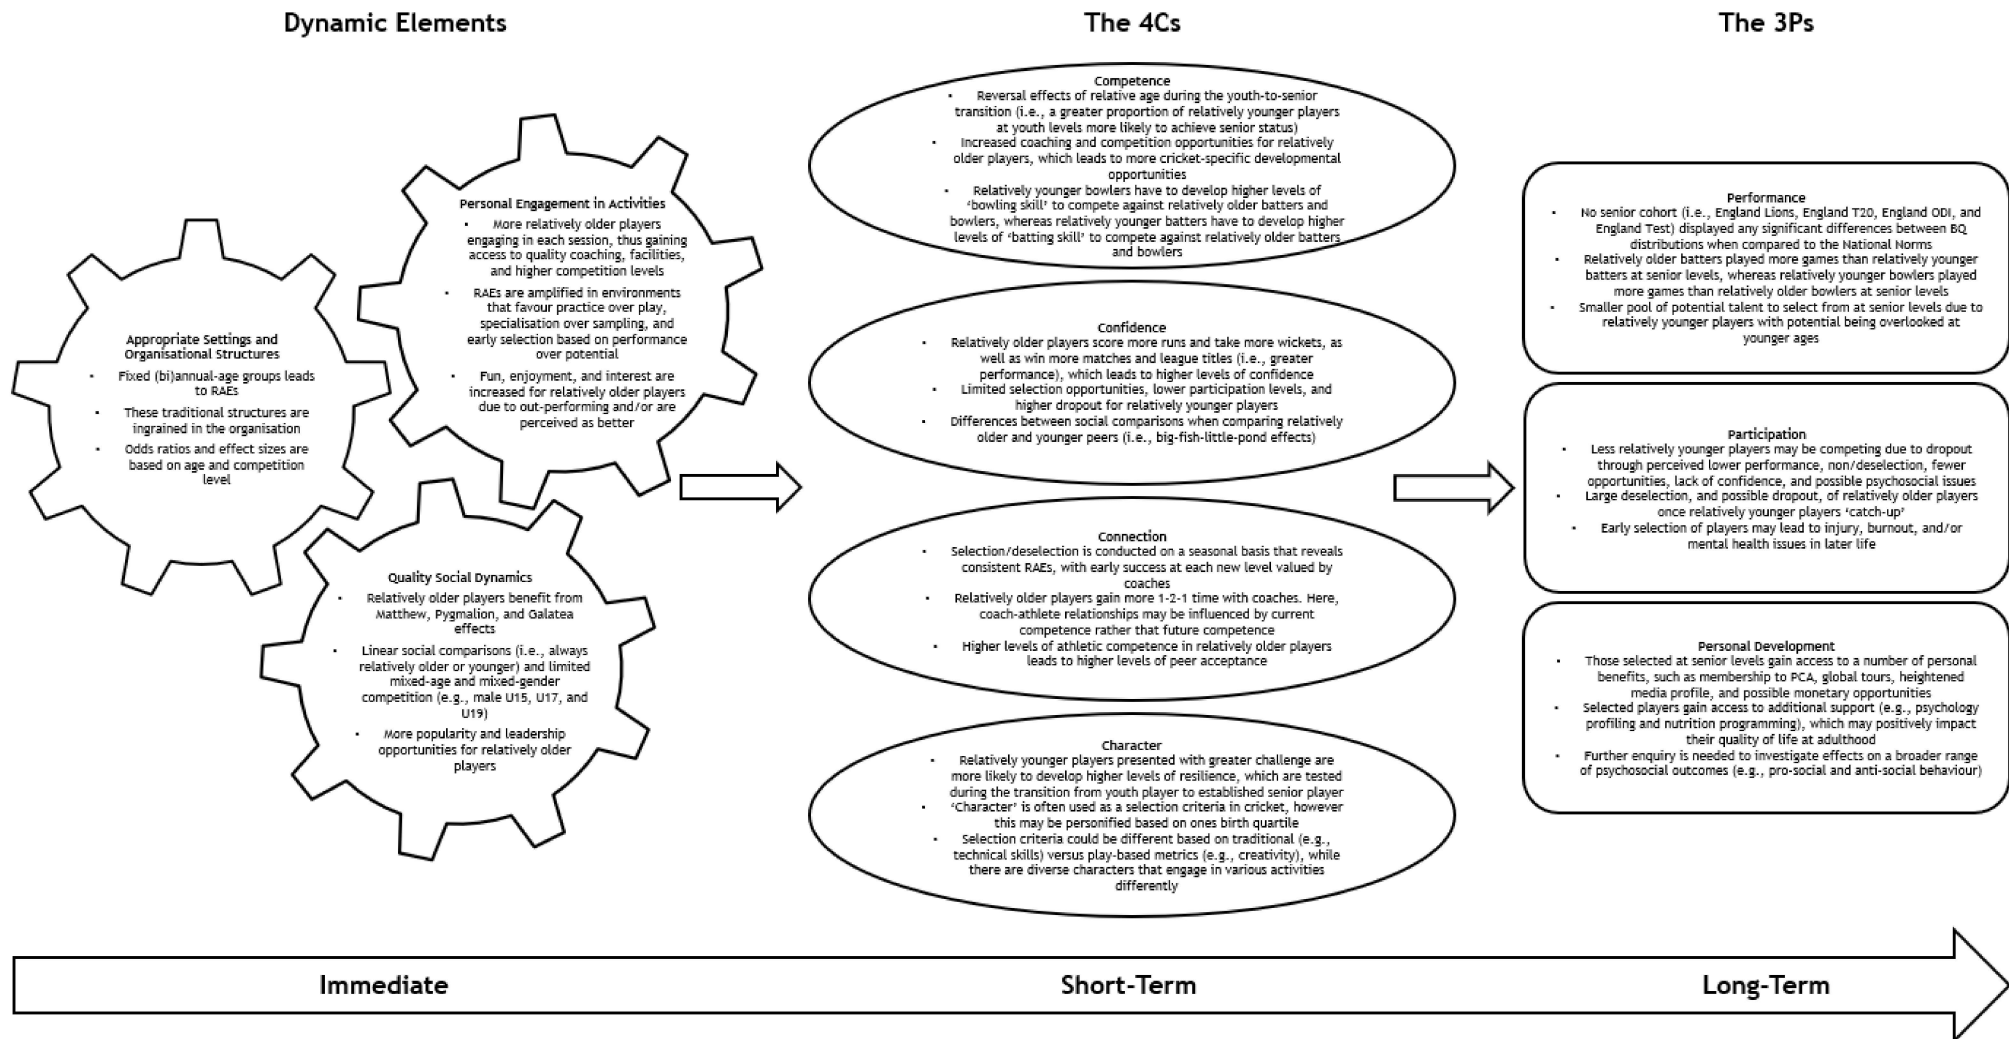 Dynamic Elements
The 4Cs
The 3Ps
Appropriate Settings and
Organisational Structures
▪ Fixed (bi)annual-age groups leads
to RAEs
▪ These traditional structures are
ingrained in the organisation
▪ Odds ratios and effect sizes are
based on age and competition
level
Personal Engagement in Activities
▪ More relatively older players
engaging in each session, thus gaining
access to quality coaching, facilities,
and higher competition levels
▪ RAEs are amplified in environments
that favour practice over play,
specialisation over sampling, and
early selection based on performance
over potential
▪ Fun, enjoyment, and interest are
increased for relatively older players
due to out-performing and/or are
perceived as better
Quality Social Dynamics
▪ Relatively older players benefit from
Matthew, Pygmalion, and Galatea
effects
▪ Linear social comparisons (i.e., always
relatively older or younger) and limited
mixed-age and mixed-gender
competition (e.g., male U15, U17, and
U19)
▪ More popularity and leadership
opportunities for relatively older
players
Competence
▪ Reversal effects of relative age during the youth-to-senior
transition (i.e., a greater proportion of relatively younger players
at youth levels more likely to achieve senior status)
▪ Increased coaching and competition opportunities for relatively
older players, which leads to more cricket-specific developmental
opportunities
▪ Relatively younger bowlers have to develop higher levels of
‘bowling skill’ to compete against relatively older batters and
bowlers, whereas relatively younger batters have to develop higher
levels of ‘batting skill’ to compete against relatively older batters
and bowlers
Confidence
▪ Relatively older players score more runs and take more wickets, as
well as win more matches and league titles (i.e., greater
performance), which leads to higher levels of confidence
▪ Limited selection opportunities, lower participation levels, and
higher dropout for relatively younger players
▪ Differences between social comparisons when comparing relatively
older and younger peers (i.e., big-fish-little-pond effects)
Connection
▪ Selection/deselection is conducted on a seasonal basis that reveals
consistent RAEs, with early success at each new level valued by
coaches
▪ Relatively older players gain more 1-2-1 time with coaches. Here,
coach-athlete relationships may be influenced by current
competence rather that future competence
▪ Higher levels of athletic competence in relatively older players
leads to higher levels of peer acceptance
Character
▪ Relatively younger players presented with greater challenge are
more likely to develop higher levels of resilience, which are tested
during the transition from youth player to established senior player
▪ ‘Character’ is often used as a selection criteria in cricket, however
this may be personified based on ones birth quartile
▪ Selection criteria could be different based on traditional (e.g.,
technical skills) versus play-based metrics (e.g., creativity), while
there are diverse characters that engage in various activities
differently
Performance
▪ No senior cohort (i.e., England Lions, England T20, England ODI, and
England Test) displayed any significant differences between BQ
distributions when compared to the National Norms
▪ Relatively older batters played more games than relatively younger
batters at senior levels, whereas relatively younger bowlers played
more games than relatively older bowlers at senior levels
▪ Smaller pool of potential talent to select from at senior levels due to
relatively younger players with potential being overlooked at
younger ages
Participation
▪ Less relatively younger players may be competing due to dropout
through perceived lower performance, non/deselection, fewer
opportunities, lack of confidence, and possible psychosocial issues
▪ Large deselection, and possible dropout, of relatively older players
once relatively younger players ‘catch-up’
▪ Early selection of players may lead to injury, burnout, and/or
mental health issues in later life
Personal Development
▪ Those selected at senior levels gain access to a number of personal
benefits, such as membership to PCA, global tours, heightened
media profile, and possible monetary opportunities
▪ Selected players gain access to additional support (e.g., psychology
profiling and nutrition programming), which may positively impact
their quality of life at adulthood
▪ Further enquiry is needed to investigate effects on a broader range
of psychosocial outcomes (e.g., pro-social and anti-social behaviour)
Immediate
Short-Term
Long-Term